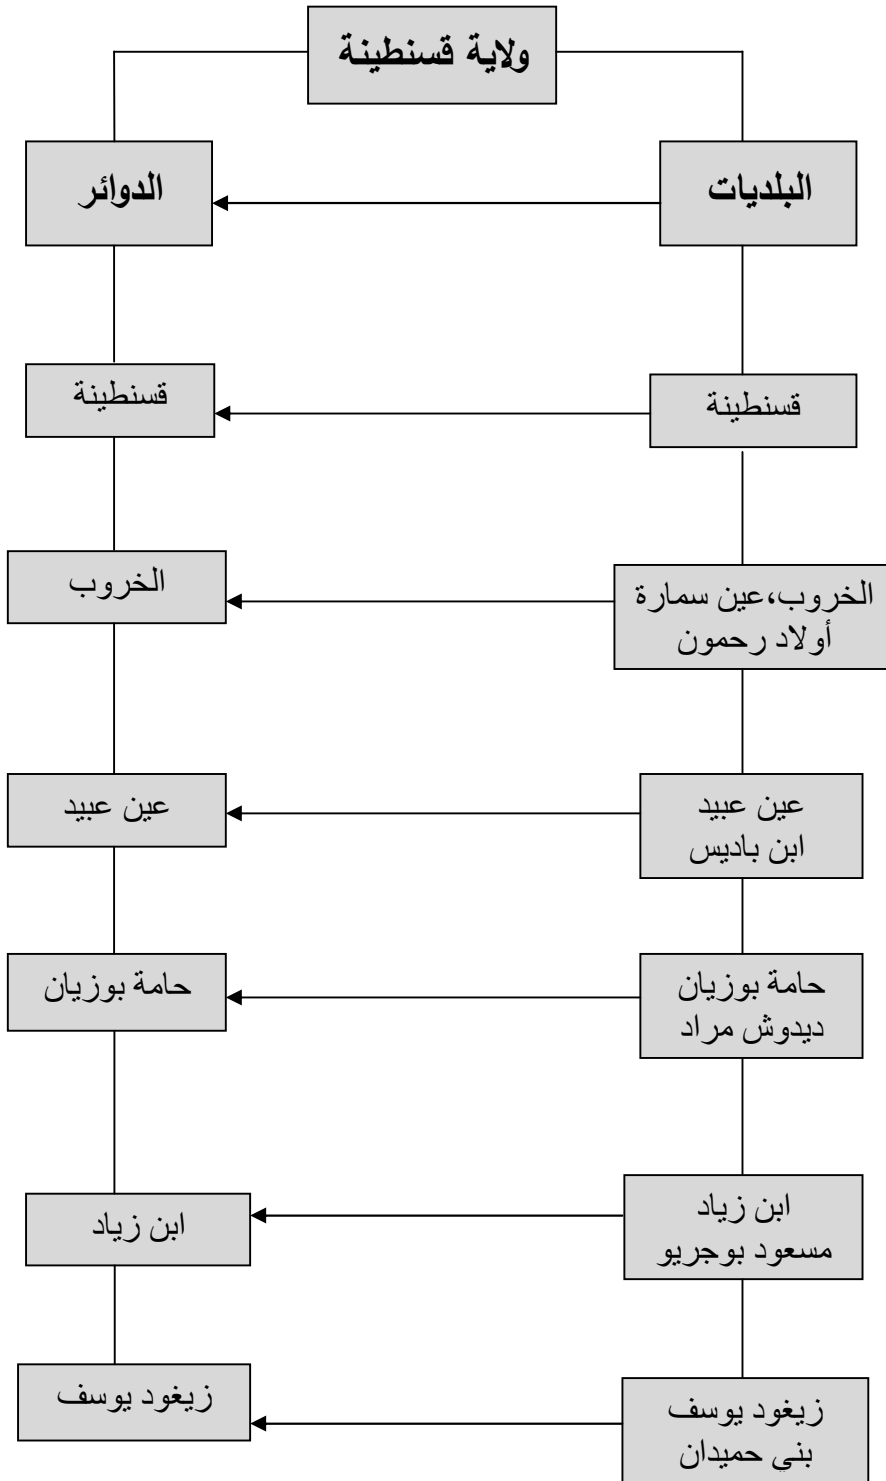 ولاية قسنطينة
البلديات
الدوائر
قسنطينة
قسنطينة
الخروب،عين سمارة
أولاد رحمون
الخروب
عين عبيد
ابن باديس
عين عبيد
حامة بوزيان
ديدوش مراد
حامة بوزيان
ابن زياد
مسعود بوجريو
ابن زياد
زيغود يوسف
بني حميدان
زيغود يوسف